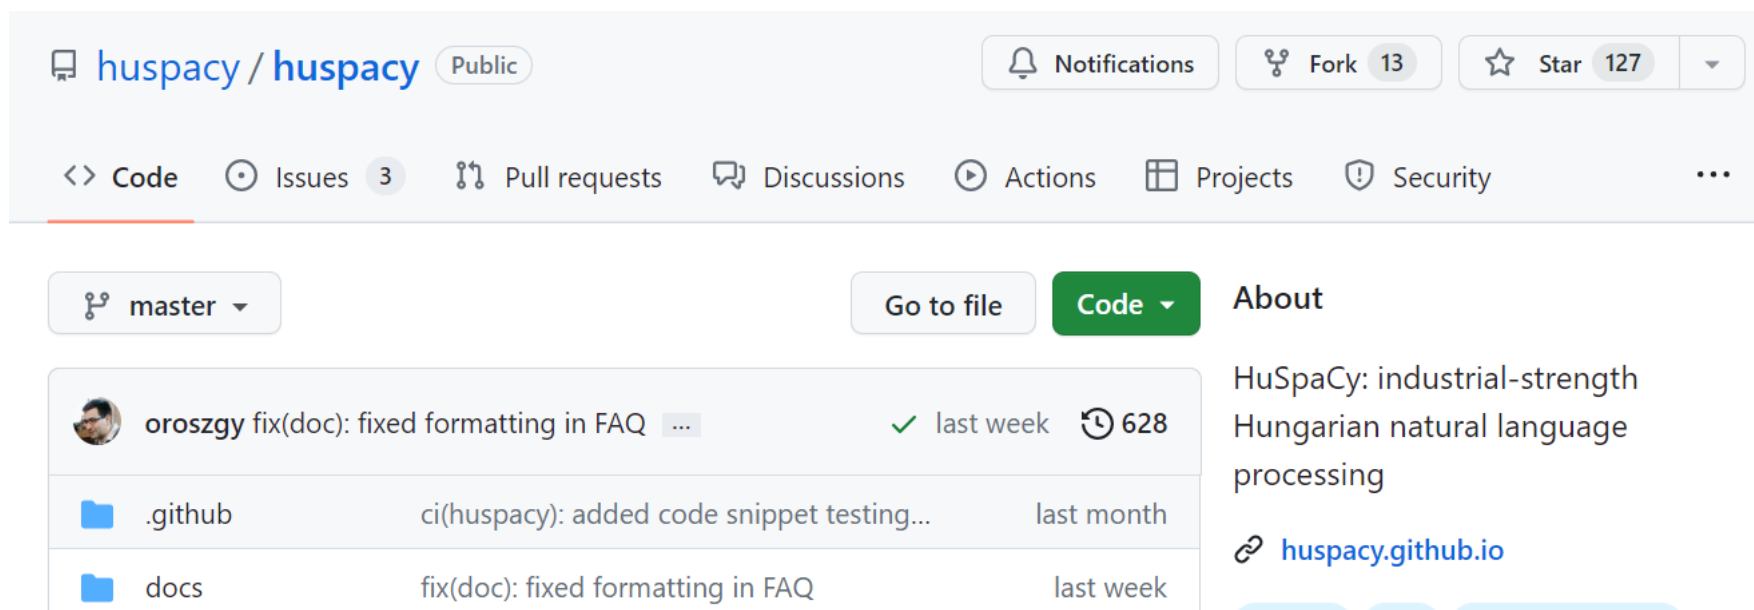 huspacy / huspacy Public Notifications Fork 13 Star 127
Code Issues 3 Pull requests Discussions Actions Projects Security ...
master Go to file Code About
HuSpaCy: industrial-strength
Hungarian natural language
processing
huspacy.github.io
oroszgy fix(doc): fixed formatting in FAQ ... last week 628
.github ci(huspacy): added code snippet testing... last month
docs fix(doc): fixed formatting in FAQ last week